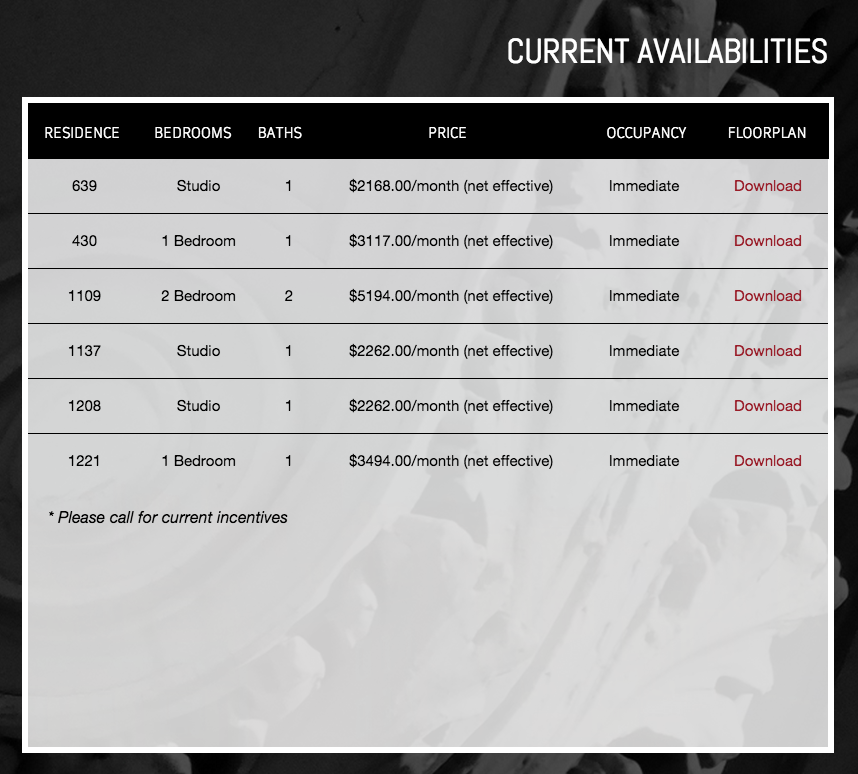 CURRENT AVAILABILITIES
RESIDENCE BEDROOMS BATHS PRICE OCCUPANCY FLOORPLAN
639 Studio 1 $2168.00/month (net effective) Immediate Download
430 1 Bedroom 1 $3117.00/month (net effective) Immediate Download
1109 2 Bedroom 2 $5194.00/month (net effective) Immediate Download
1137 Studio 1 $2262.00/month (net effective) Immediate Download
1208 Studio 1 $2262.00/month (net effective) Immediate Download
1221 1 Bedroom 1 $3494.00/month (net effective) Immediate Download
* Please call for current incentives